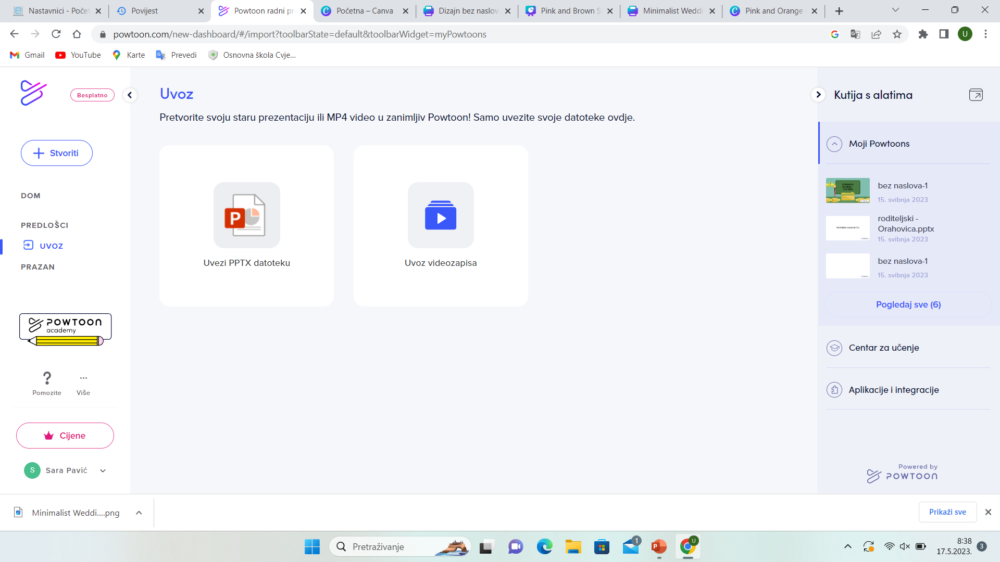 Nastavnici - Počet
Povijest
Powtoon radni pr
Početna – Canva
Dizajn bez naslov
Pink and Brown S
Minimalist Weddi
Pink and Orange
powtoon.com/new-dashboard/#/import?toolbarState=default&toolbarWidget=myPowtoons
U
Gmail
YouTube
Karte
Prevedi
Osnovna škola Cvje...
Besplatno
Stvoriti
DOM
PREDLOŠCI
UVOZ
PRAZAN
POWTOON
academy
?
Pomozite
...
Više
Cijene
S
Sara Pavić
Uvoz
Pretvorite svoju staru prezentaciju ili MP4 video u zanimljiv Powtoon! Samo uvezite svoje datoteke ovdje.
P
Uvezi PPTX datoteku
Uvoz videozapisa
Kutija s alatima
Moji Powtoons
bez naslova-1
15. svibnja 2023
roditeljski -
Orahovica.pptx
15. svibnja 2023
bez naslova-1
15. svibnja 2023
Pogledaj sve (6)
Centar za učenje
Aplikacije i integracije
Powered by
POWTOON
Minimalist Weddi....png
Prikaži sve
Pretraživanje
1
P
U
8:38
17.5.2023.
3